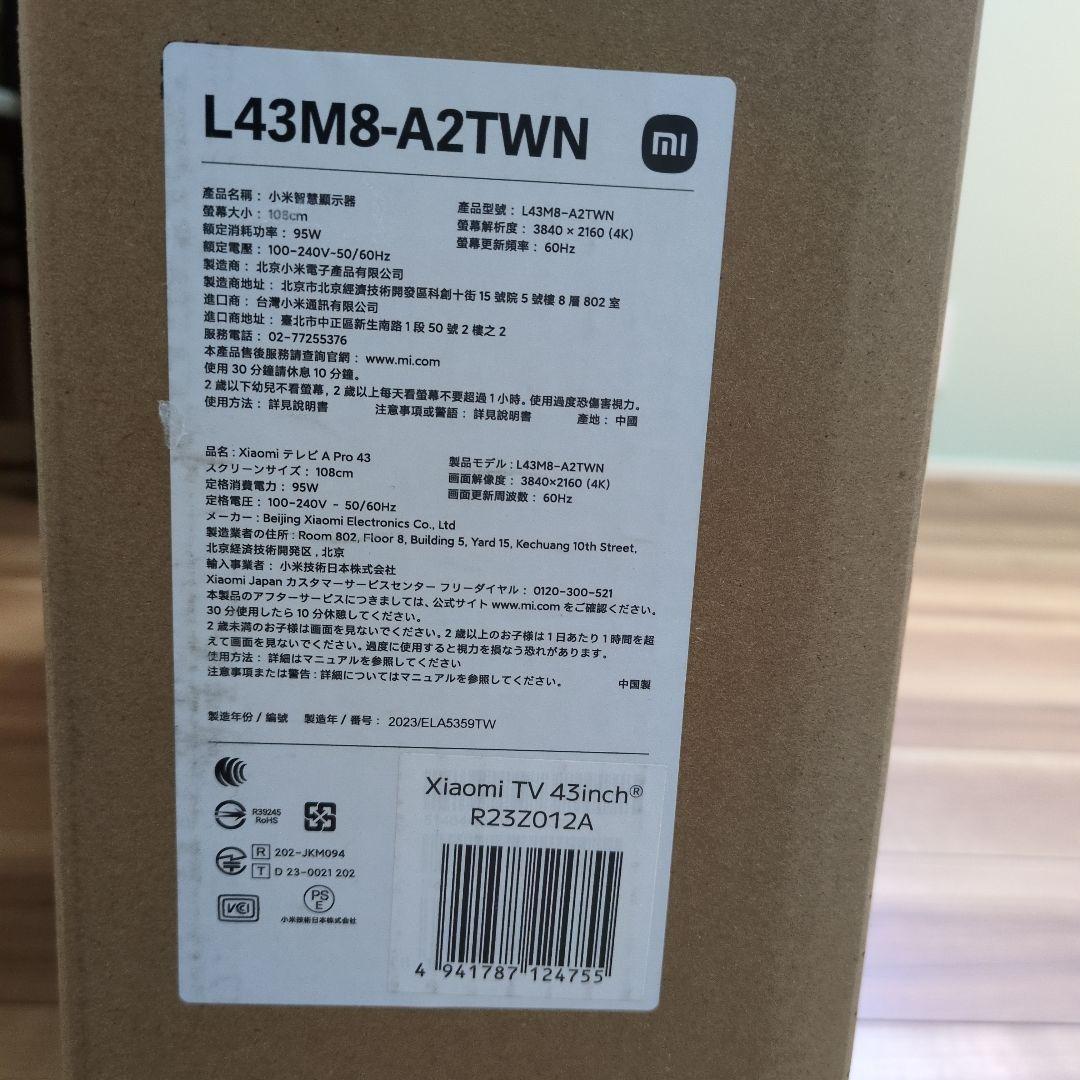 L43M8-A2TWN
mi
產品名稱：小米智慧顯示器
產品型號：L43M8-A2TWN
螢幕大小：108cm
螢幕解析度：3840 × 2160 (4K)
額定消耗功率：95W
螢幕更新頻率：60Hz
額定電壓：100-240V~50/60Hz
製造商：北京小米電子產品有限公司
製造商地址：北京市北京經濟技術開發區科創十街 15 號院 5 號樓 8 層 802 室
進口商：台灣小米通訊有限公司
進口商地址：臺北市中正區新生南路 1 段 50 號 2 樓之 2
服務電話：02-77255376
本產品售後服務請查詢官網：www.mi.com
使用 30 分鐘請休息 10 分鐘。
2 歲以下幼兒不看螢幕，2 歲以上每天看螢幕不要超過 1 小時。使用過度恐傷害視力。
使用方法：詳見說明書 注意事項或警語：詳見說明書 產地：中國
品名：Xiaomi テレビ A Pro 43
製品モデル：L43M8-A2TWN
スクリーンサイズ：108cm
画面解像度：3840×2160 (4K)
定格消費電力：95W
画面更新周波数：60Hz
定格電圧：100-240V ~ 50/60Hz
メーカー：Beijing Xiaomi Electronics Co., Ltd
製造業者の住所：Room 802, Floor 8, Building 5, Yard 15, Kechuang 10th Street,
北京経済技術開発区, 北京
輸入事業者：小米技術日本株式会社
Xiaomi Japan カスタマーサービスセンター フリーダイヤル：0120-300-521
本製品のアフターサービスにつきましては、公式サイト www.mi.com をご確認ください。
30 分使用したら 10 分休憩してください。
2 歳未満のお子様は画面を見ないでください。2 歳以上のお子様は 1 日あたり 1 時間を超
えて画面を見ないでください。過度に使用すると視力を損なう恐れがあります。
使用方法：詳細はマニュアルを参照してください
注意事項または警告：詳細についてはマニュアルを参照してください。 中国製
製造年份 / 編號 製造年 / 番号：2023/ELA5359TW
R39245
RoHS
R 202-JKM094
T D 23-0021 202
VCI
PS
E
小米技術日本株式会社
Xiaomi TV 43inch®
R23Z012A
4 941787 124755